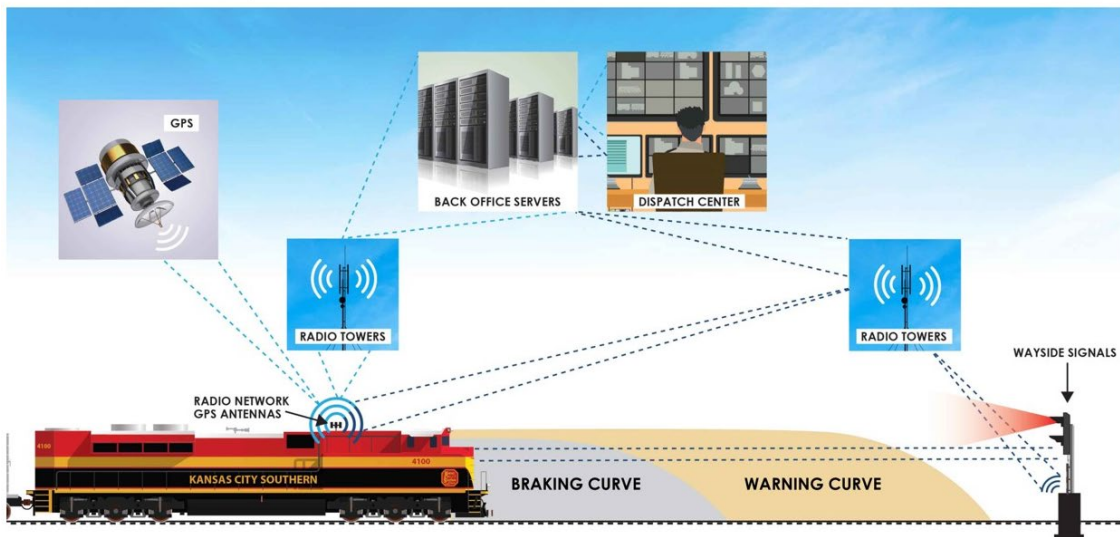 GPS
BACK OFFICE SERVERS
DISPATCH CENTER
RADIO TOWERS
RADIO TOWERS
WAYSIDE SIGNALS
RADIO NETWORK
GPS ANTENNAS
4100
4100
KANSAS CITY SOUTHERN
BRAKING CURVE
WARNING CURVE